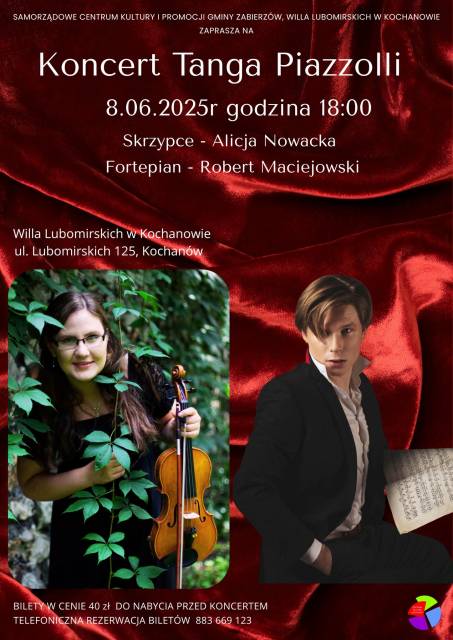 SAMORZĄDOWE CENTRUM KULTURY I PROMOCJI GMINY ZABIERZÓW, WILLA LUBOMIRSKICH W KOCHANOWIE
ZAPRASZA NA
Koncert Tanga Piazzolli
8.06.2025r godzina 18:00
Skrzypce - Alicja Nowacka
Fortepian - Robert Maciejowski
Willa Lubomirskich w Kochanowie
ul. Lubomirskich 125, Kochanów
BILETY W CENIE 40 zł DO NABYCIA PRZED KONCERTEM
TELEFONICZNA REZERWACJA BILETÓW 883 669 123